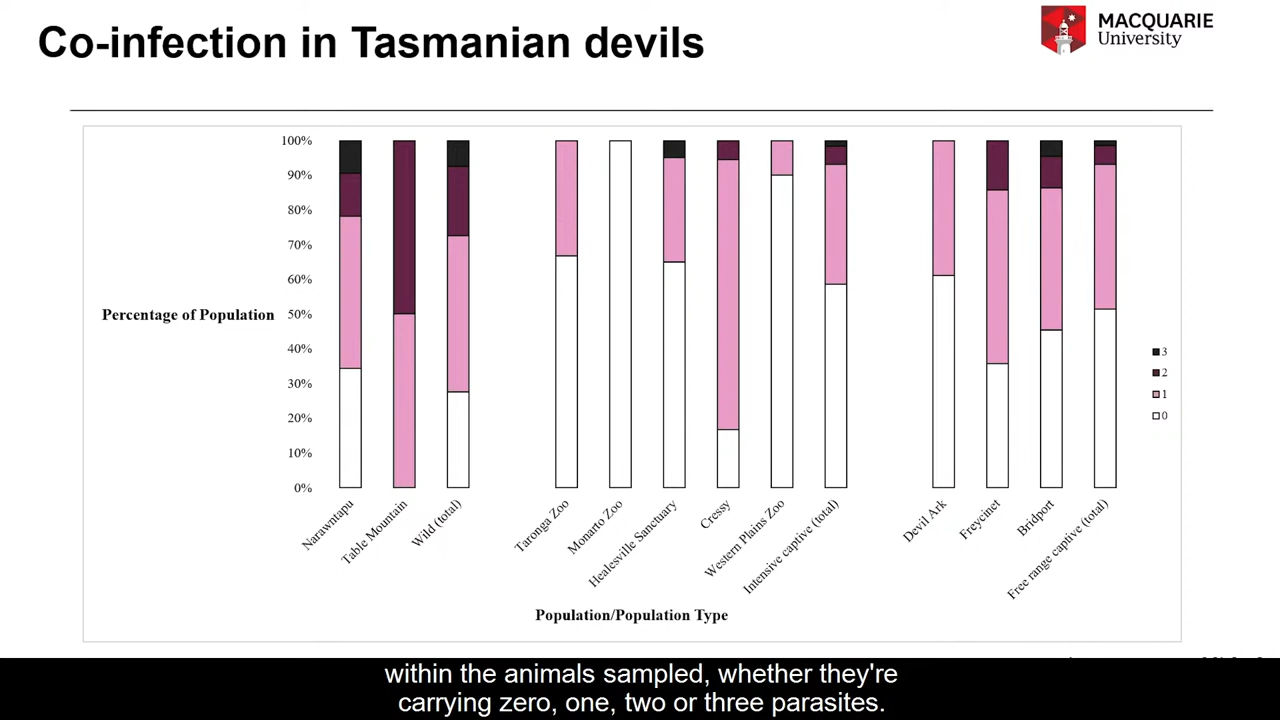 Co-infection in Tasmanian devils
MACQUARIE
University
100%
90%
80%
70%
60%
50%
40%
30%
20%
10%
0%
Percentage of Population
3
2
1
0
Narawntapu
Table Mountain
Wild (total)
Taronga Zoo
Monarto Zoo
Healesville Sanctuary
Cressy
Western Plains Zoo
Intensive captive (total)
Devil Ark
Freycinet
Bridport
Free range captive (total)
Population/Population Type
within the animals sampled, whether they're
carrying zero, one, two or three parasites.